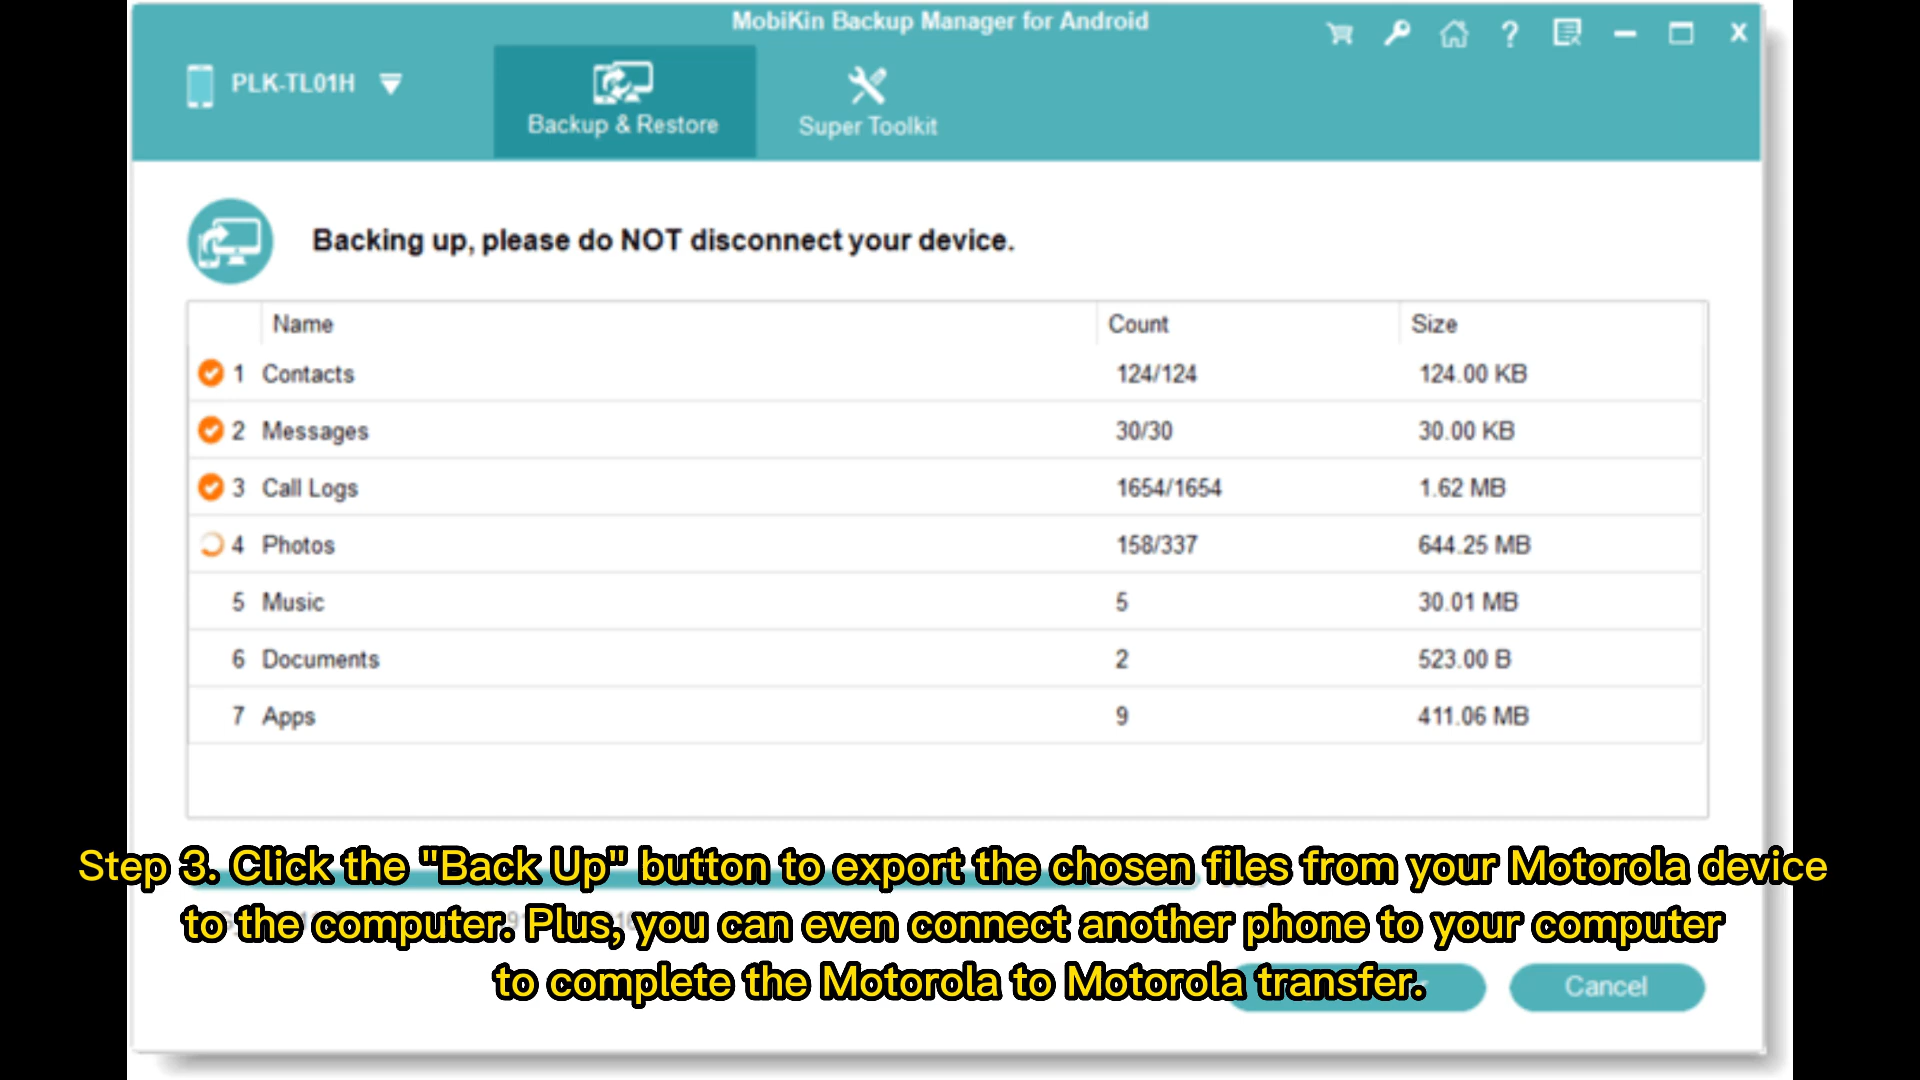 MobiKin Backup Manager for Android
PLK-TL01H
Backup & Restore
Super Toolkit
Backing up, please do NOT disconnect your device.
Name Count Size
1 Contacts 124/124 124.00 KB
2 Messages 30/30 30.00 KB
3 Call Logs 1654/1654 1.62 MB
4 Photos 158/337 644.25 MB
5 Music 5 30.01 MB
6 Documents 2 523.00 B
7 Apps 9 411.06 MB
Step 3. Click the "Back Up" button to export the chosen files from your Motorola device
to the computer. Plus, you can even connect another phone to your computer
to complete the Motorola to Motorola transfer.
Cancel